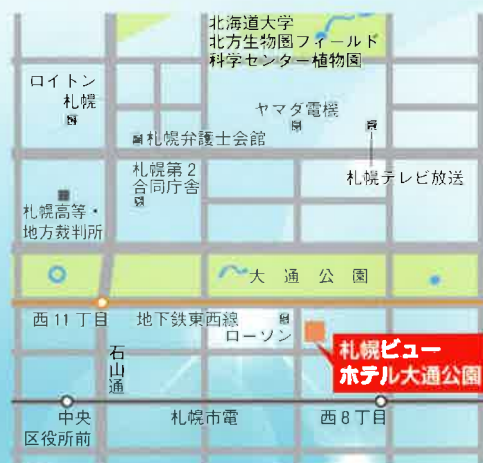 北海道大学
北方生物圏フィールド
科学センター植物園
ロイトン
札幌
ヤマダ電機
札幌弁護士会館
札幌第2
合同庁舎
札幌テレビ放送
札幌高等・
地方裁判所
大通公園
西11丁目
地下鉄東西線
ローソン
札幌ビュー
ホテル大通公園
石山通
中央
区役所前
札幌市電
西8丁目